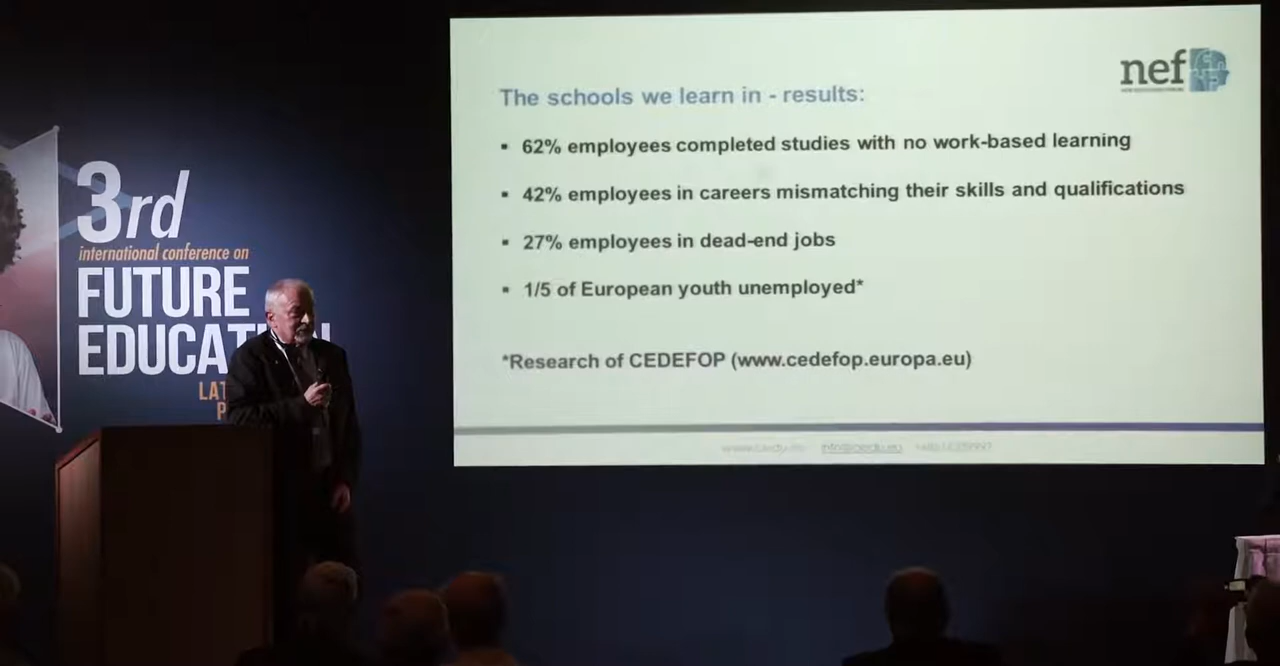 3rd
international conference on
FUTURE
EDUCAT
LAT
P
nef
The schools we learn in - results:
▪ 62% employees completed studies with no work-based learning
▪ 42% employees in careers mismatching their skills and qualifications
▪ 27% employees in dead-end jobs
▪ 1/5 of European youth unemployed*
*Research of CEDEFOP (www.cedefop.europa.eu)